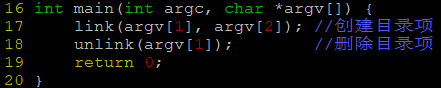 16 int main(int argc, char *argv[]) {
17     link(argv[1], argv[2]); //创建目录项
18     unlink(argv[1]);        //删除目录项
19     return 0;
20 }